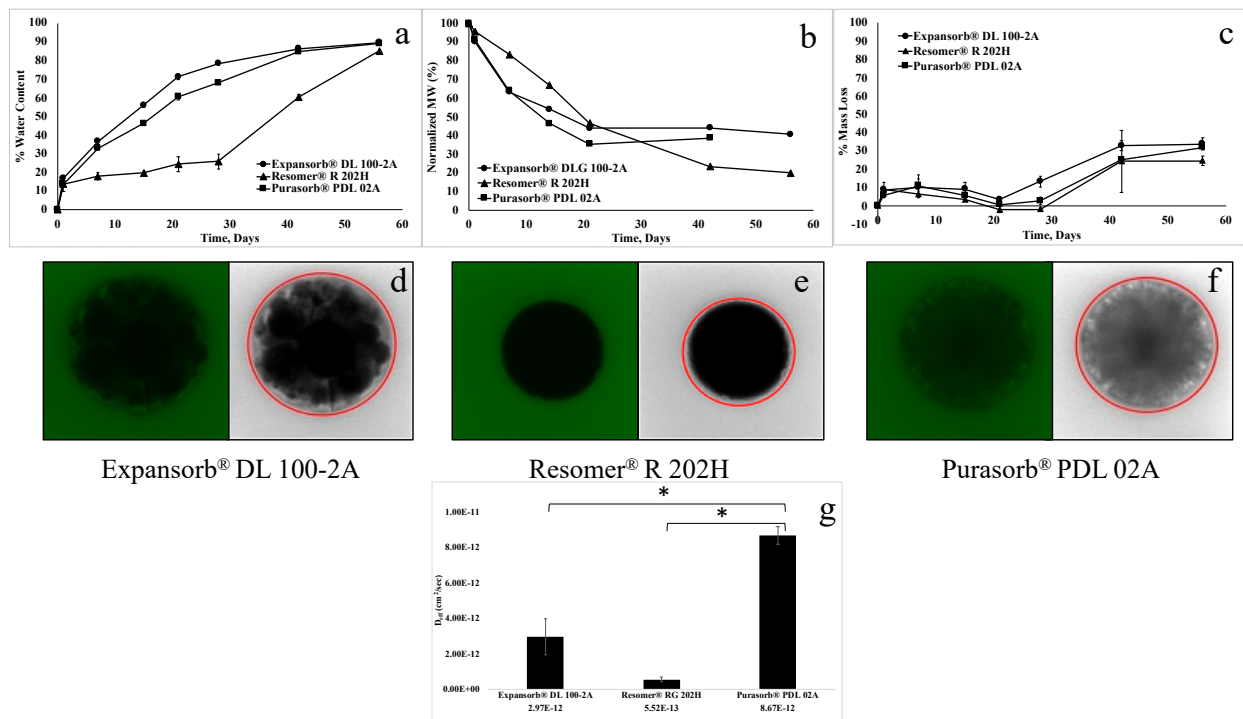 a
100
90
80
70
60
50
40
30
20
10
0
% Water Content
Expansorb® DL 100-2A
Resomer® R 202H
Purasorb® PDL 02A
0 10 20 30 40 50 60
Time, Days
b
100
90
80
70
60
50
40
30
20
10
0
Normalized MW (%)
Expansorb® DLG 100-2A
Resomer® R 202H
Purasorb® PDL 02A
0 10 20 30 40 50 60
Time, Days
c
100
90
80
70
60
50
40
30
20
10
0
-10
% Mass Loss
Expansorb® DL 100-2A
Resomer® R 202H
Purasorb® PDL 02A
0 10 20 30 40 50 60
Time, Days
d
e
f
Expansorb® DL 100-2A
Resomer® R 202H
Purasorb® PDL 02A
g
*
*
1.00E-11
8.00E-12
6.00E-12
4.00E-12
2.00E-12
0.00E+00
Deff (cm2/sec)
Expansorb® DL 100-2A
2.97E-12
Resomer® RG 202H
5.52E-13
Purasorb® PDL 02A
8.67E-12